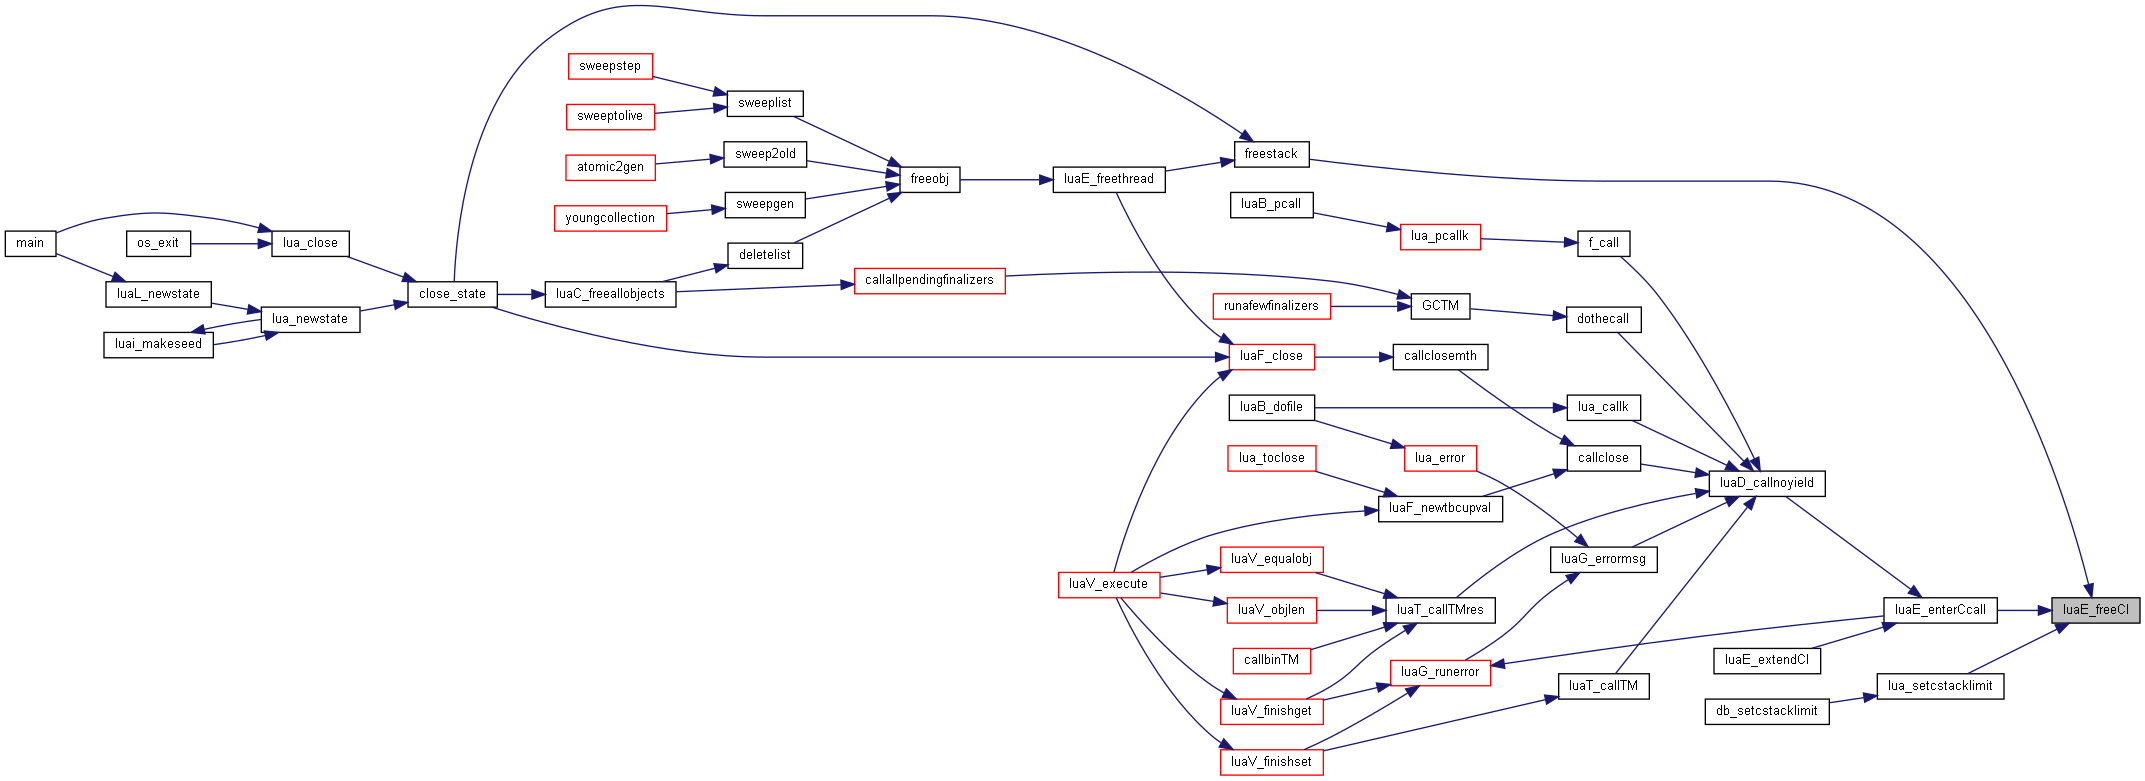 sweepstep
sweeplist
sweeptolive
sweep2old
freestack
atomic2gen
freeobj
luaE_freethread
sweepgen
luaB_pcall
youngcollection
lua_pcallk
f_call
main
os_exit
lua_close
deletelist
callallpendingfinalizers
luaL_newstate
close_state
luaC_freeallobjects
runafewfinalizers
GCTM
lua_newstate
dothecall
luai_makeseed
luaF_close
callclosemth
luaB_dofile
lua_callk
lua_toclose
lua_error
callclose
luaD_callnoyield
luaF_newtbcupval
luaV_equalobj
luaG_errormsg
luaV_execute
luaV_objlen
luaT_callTMres
luaE_enterCcall
luaE_freeCI
callbinTM
luaG_runerror
luaE_extendCI
luaT_callTM
lua_setcstacklimit
luaV_finishget
db_setcstacklimit
luaV_finishset